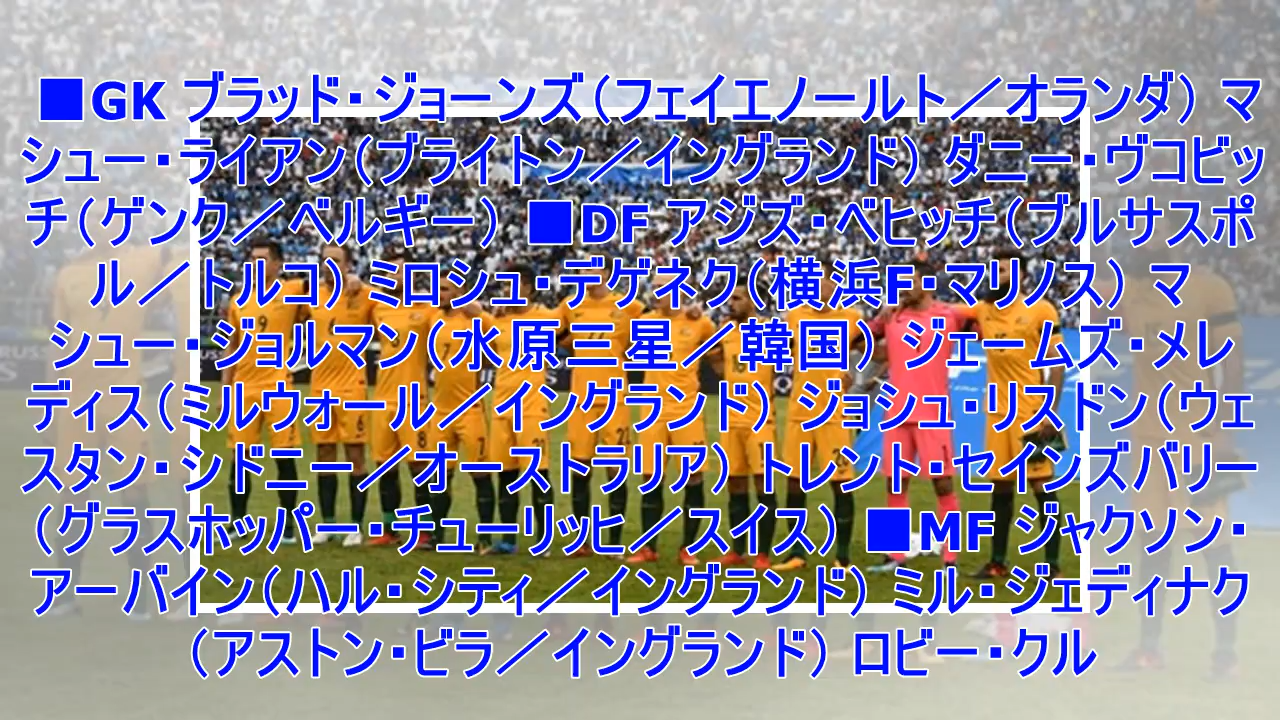 ■GK ブラッド・ジョーンズ（フェイエノールト／オランダ） マ
シュー・ライアン（ブライトン／イングランド） ダニー・ヴコビッ
チ（ゲンク／ベルギー） ■DF アジズ・ベヒッチ（ブルサスポ
ル／トルコ） ミロシュ・デゲネク（横浜F・マリノス） マ
シュー・ジョルマン（水原三星／韓国） ジェームズ・メレ
ディス（ミルウォール／イングランド） ジョシュ・リスドン（ウェ
スタン・シドニー／オーストラリア） トレント・セインズバリー
（グラスホッパー・チューリッヒ／スイス） ■MF ジャクソン・
アーバイン（ハル・シティ／イングランド） ミル・ジェディナク
（アストン・ビラ／イングランド） ロビー・クル